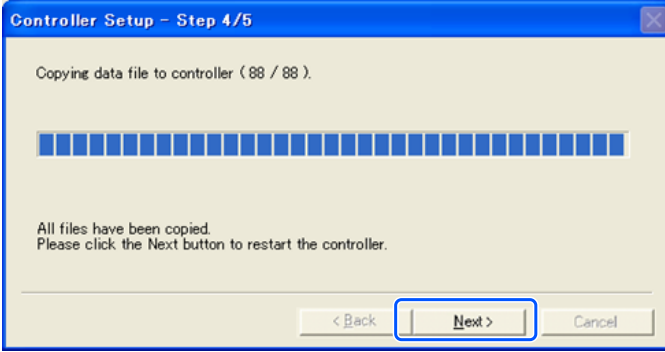 Controller Setup – Step 4/5
Copying data file to controller ( 88 / 88 ).
All files have been copied.
Please click the Next button to restart the controller.
< Back
Next >
Cancel